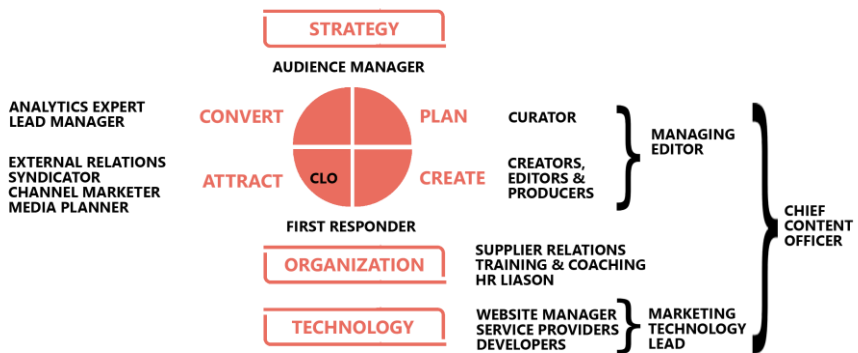 STRATEGY
AUDIENCE MANAGER
ANALYTICS EXPERT
LEAD MANAGER
CONVERT
PLAN
CURATOR
MANAGING
EDITOR
EXTERNAL RELATIONS
SYNDICATOR
CHANNEL MARKETER
MEDIA PLANNER
ATTRACT
CLO
CREATE
CREATORS,
EDITORS &
PRODUCERS
CHIEF
CONTENT
OFFICER
FIRST RESPONDER
ORGANIZATION
SUPPLIER RELATIONS
TRAINING & COACHING
HR LIASON
TECHNOLOGY
WEBSITE MANAGER
SERVICE PROVIDERS
DEVELOPERS
MARKETING
TECHNOLOGY
LEAD